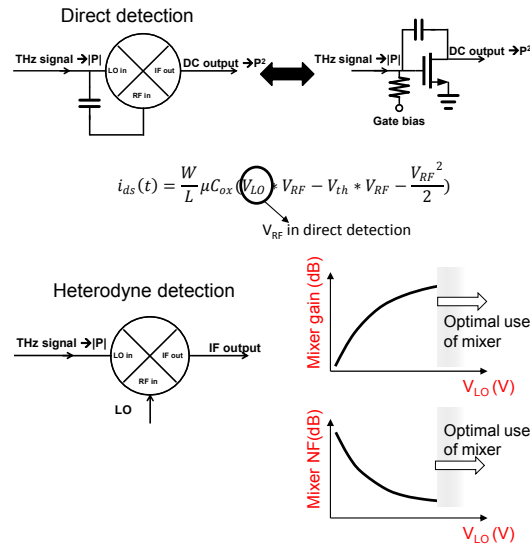 Direct detection
THz signal →|P|
LO in
IF out
RF in
DC output →P²
THz signal →|P|
DC output →P²
Gate bias
i_ds(t) = W/L μC_ox(V_LO * V_RF − V_th * V_RF − V_RF²/2)
V_RF in direct detection
Heterodyne detection
THz signal →|P|
LO in
IF out
RF in
IF output
LO
Mixer gain (dB)
Optimal use
of mixer
V_LO (V)
Mixer NF(dB)
Optimal use
of mixer
V_LO (V)